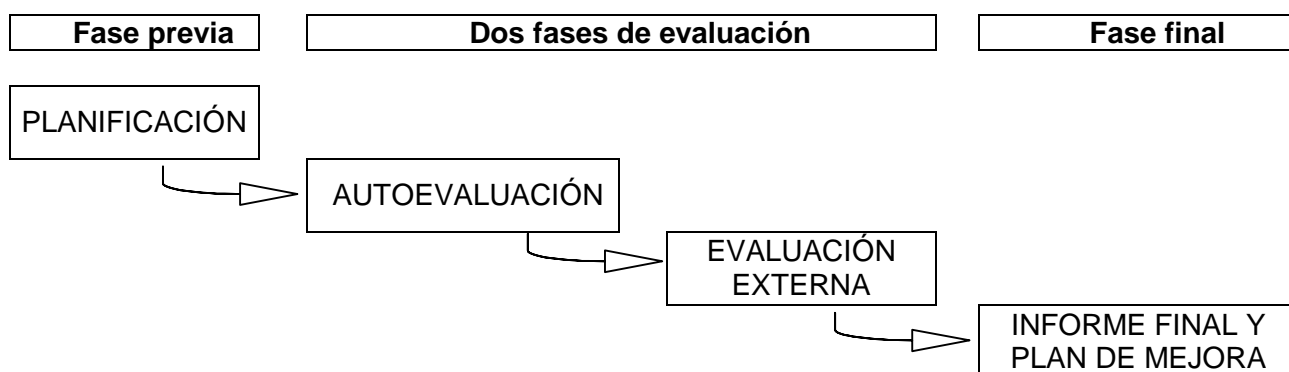 Fase previa
Dos fases de evaluación
Fase final
PLANIFICACIÓN
AUTOEVALUACIÓN
EVALUACIÓN
EXTERNA
INFORME FINAL Y
PLAN DE MEJORA